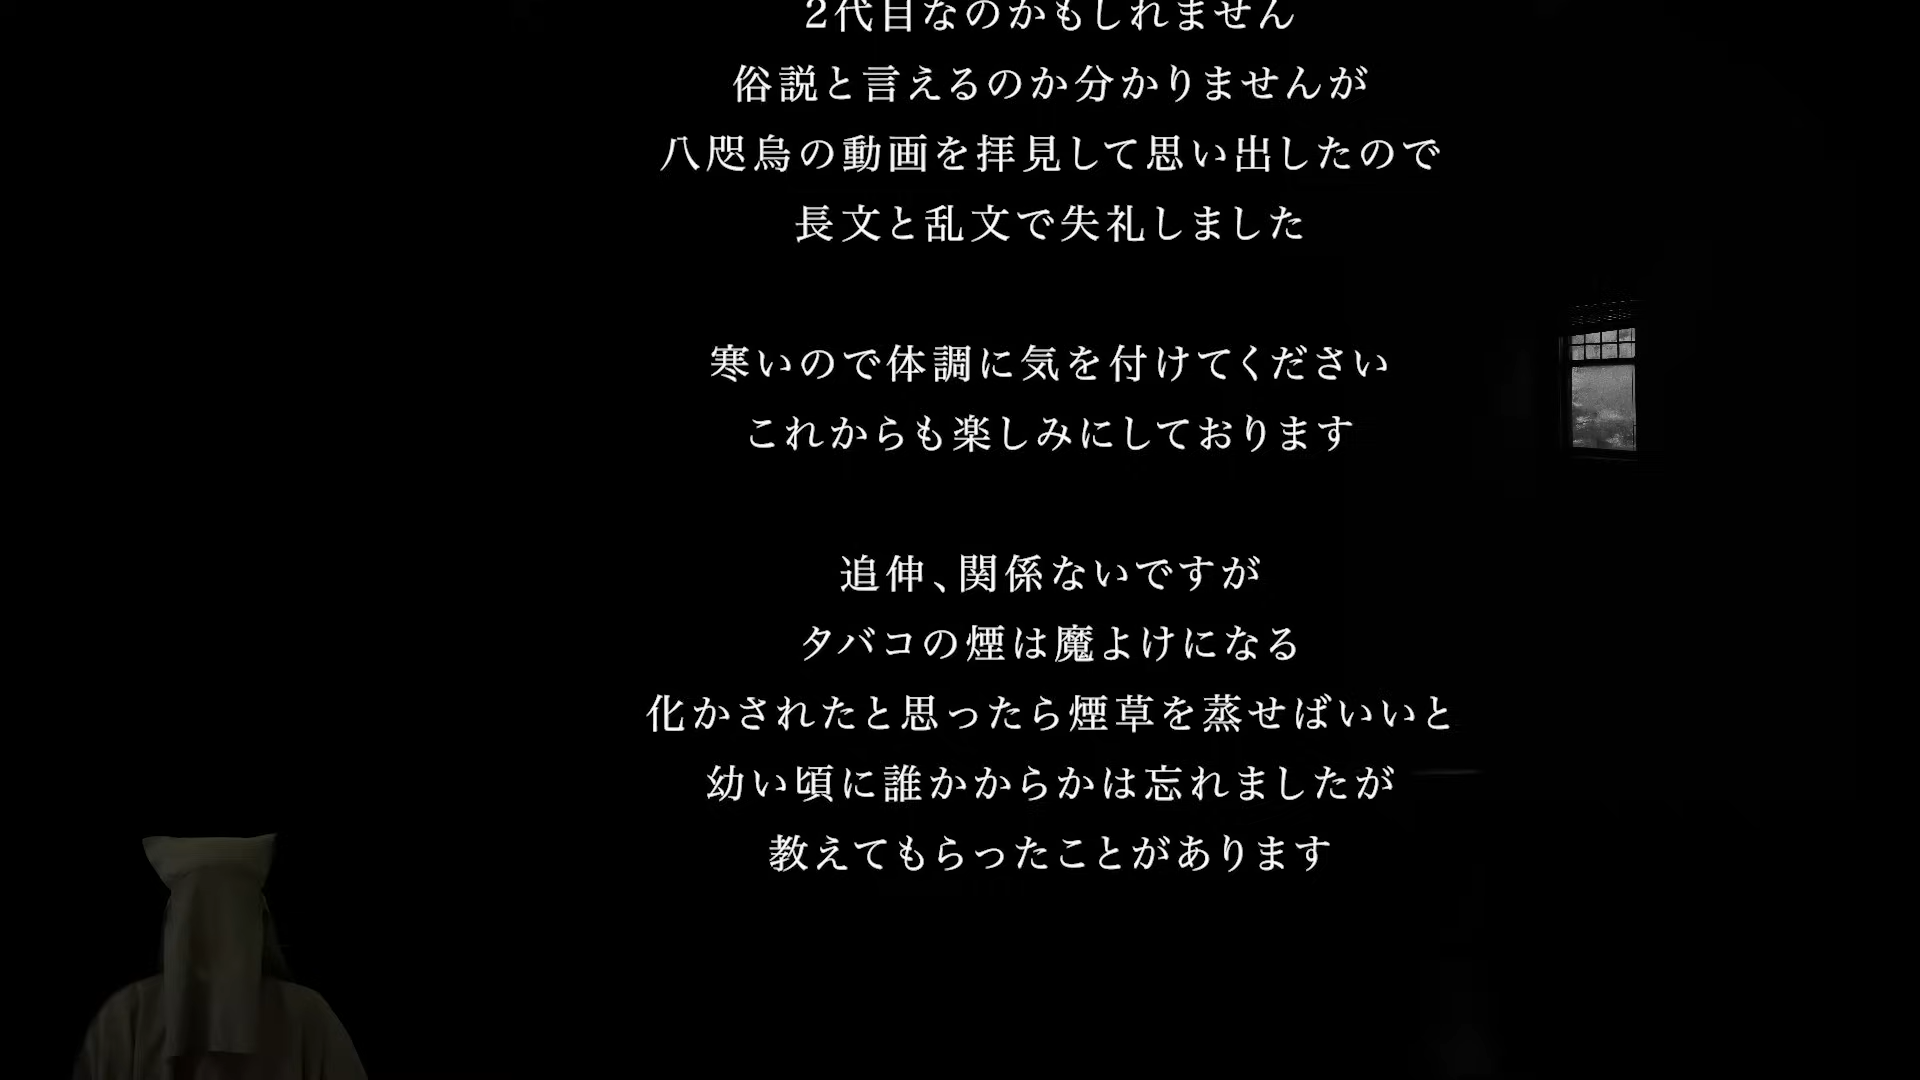 2代目なのかもしれません
俗説と言えるのか分かりませんが
八咫烏の動画を拝見して思い出したので
長文と乱文で失礼しました
寒いので体調に気を付けてください
これからも楽しみにしております
追伸、関係ないですが
タバコの煙は魔よけになる
化かされたと思ったら煙草を蒸せばいいと
幼い頃に誰かからかは忘れましたが
教えてもらったことがあります